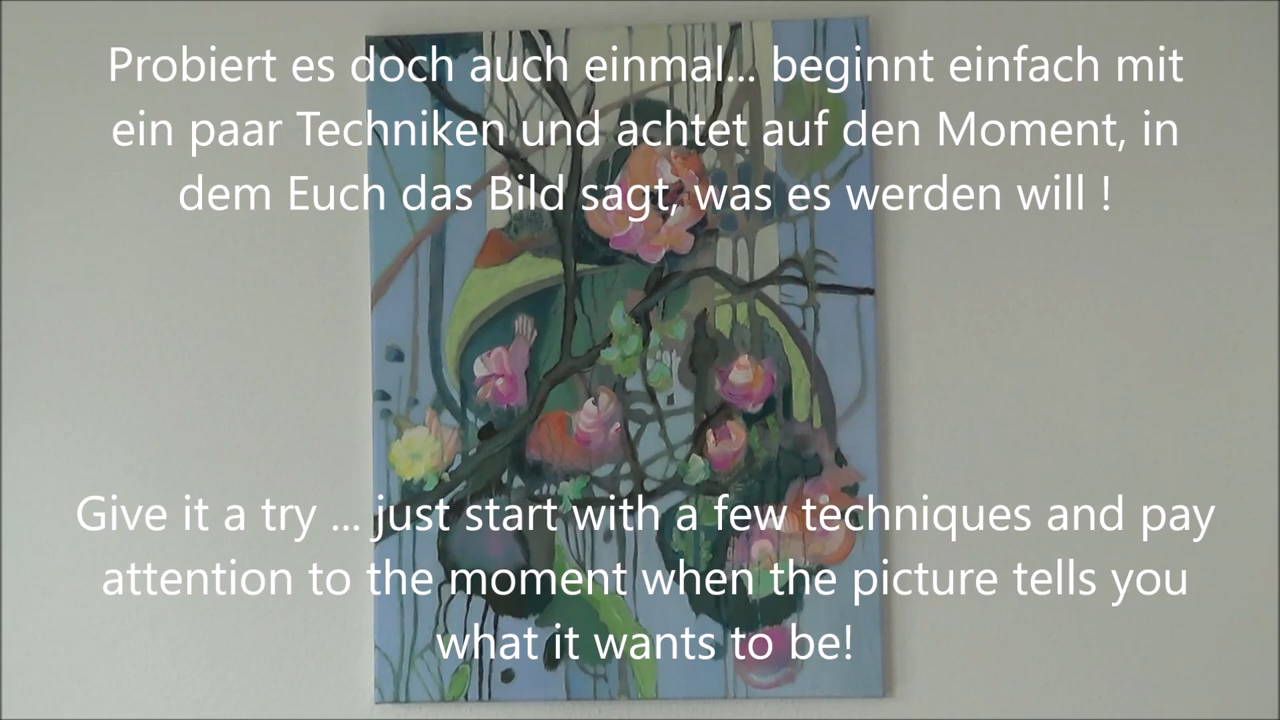 Probiert es doch auch einmal... beginnt einfach mit
ein paar Techniken und achtet auf den Moment, in
dem Euch das Bild sagt, was es werden will !
Give it a try ... just start with a few techniques and pay
attention to the moment when the picture tells you
what it wants to be!